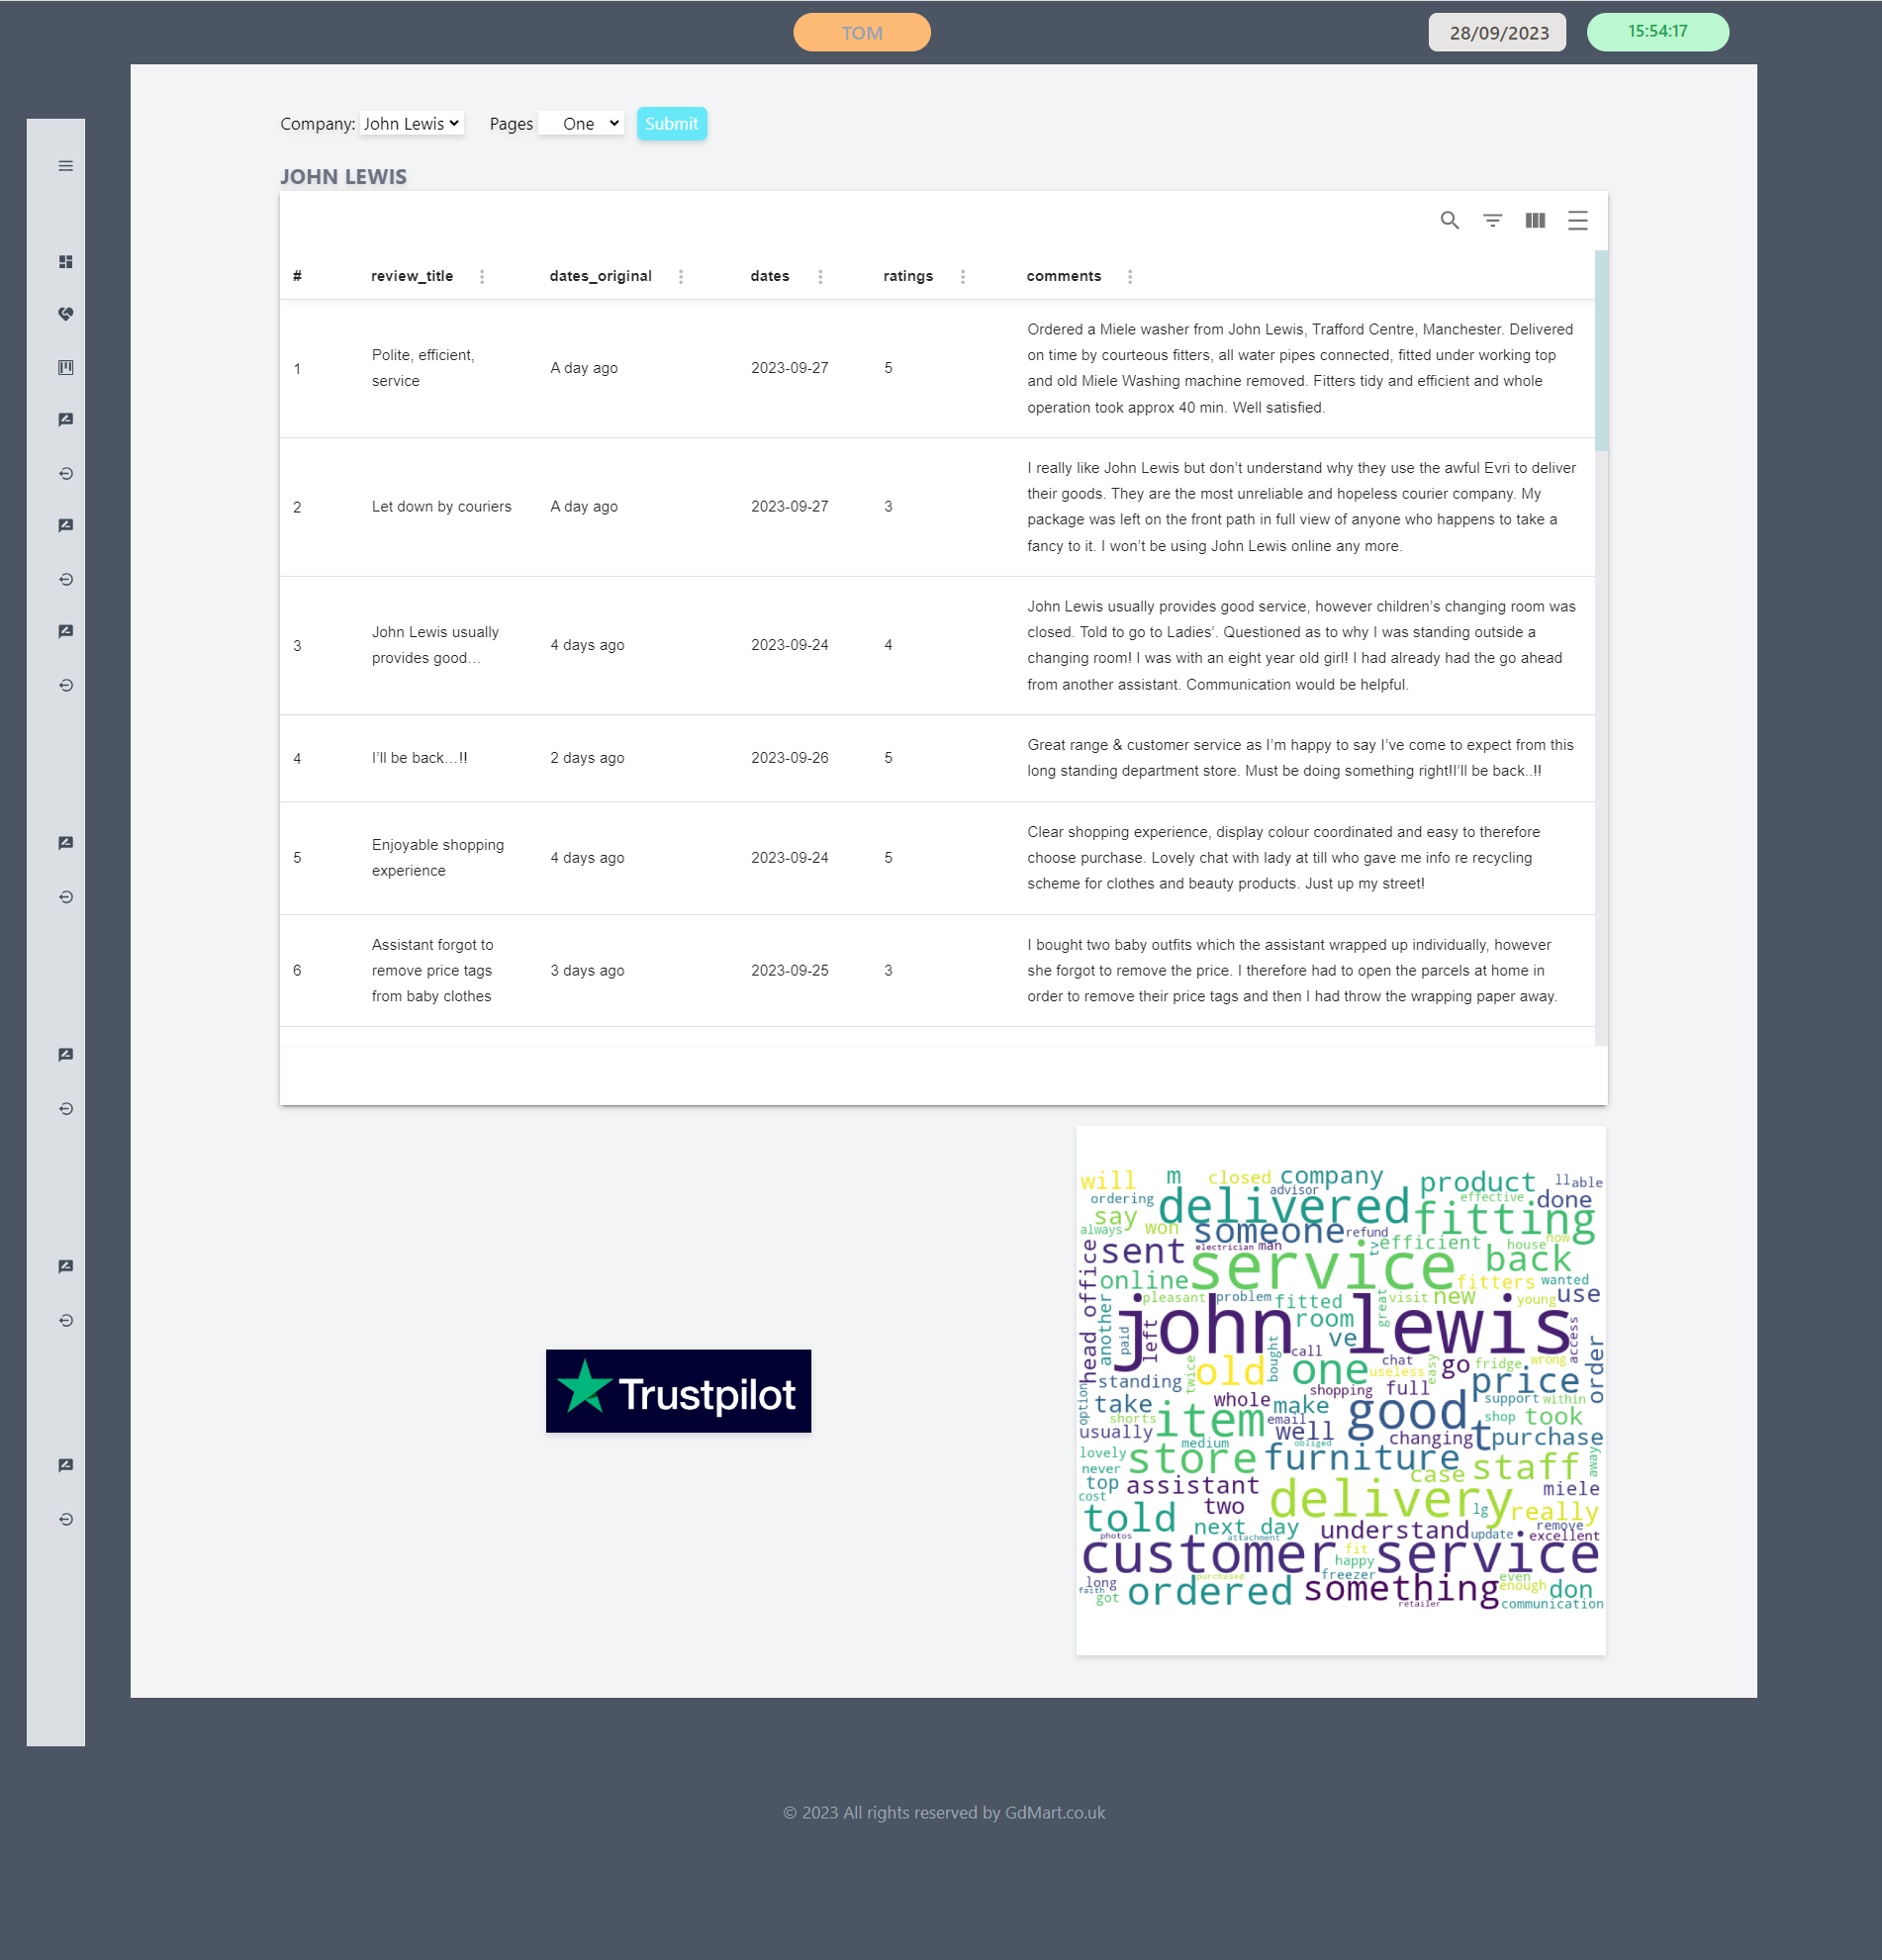 TOM
28/09/2023
15:54:17
Company: John Lewis Pages One Submit
JOHN LEWIS
# review_title dates_original dates ratings comments
1
Polite, efficient,
service
A day ago
2023-09-27
5
Ordered a Miele washer from John Lewis, Trafford Centre, Manchester. Delivered
on time by courteous fitters, all water pipes connected, fitted under working top
and old Miele Washing machine removed. Fitters tidy and efficient and whole
operation took approx 40 min. Well satisfied.
2
Let down by couriers
A day ago
2023-09-27
3
I really like John Lewis but don’t understand why they use the awful Evri to deliver
their goods. They are the most unreliable and hopeless courier company. My
package was left on the front path in full view of anyone who happens to take a
fancy to it. I won’t be using John Lewis online any more.
3
John Lewis usually
provides good…
4 days ago
2023-09-24
4
John Lewis usually provides good service, however children’s changing room was
closed. Told to go to Ladies’. Questioned as to why I was standing outside a
changing room! I was with an eight year old girl! I had already had the go ahead
from another assistant. Communication would be helpful.
4
I’ll be back…!!
2 days ago
2023-09-26
5
Great range & customer service as I’m happy to say I’ve come to expect from this
long standing department store. Must be doing something right!I’ll be back..!!
5
Enjoyable shopping
experience
4 days ago
2023-09-24
5
Clear shopping experience, display colour coordinated and easy to therefore
choose purchase. Lovely chat with lady at till who gave me info re recycling
scheme for clothes and beauty products. Just up my street!
6
Assistant forgot to
remove price tags
from baby clothes
3 days ago
2023-09-25
3
I bought two baby outfits which the assistant wrapped up individually, however
she forgot to remove the price. I therefore had to open the parcels at home in
order to remove their price tags and then I had throw the wrapping paper away.
Trustpilot
will m closed company product ll able
ordering delivered advisor effective done
say won someone refund fitting
always electrician man tv efficient house now
sent service back
head office online fitters wanted
pleasant problem fitted great visit new young use
another paid left john lewis room access
ve call chat go fridge wrong order
standing twice old bought one useless easy price
option take whole shopping full support within
shorts item make email good shop took
usually well changing t purchase
lovely medium obliged furniture
never store case staff away
top assistant miele
cost two delivery lg really
told next day understand update remove
photos attachment excellent
customer service fit happy
long purchased freezer even
faith got ordered something enough don
retailer communication
© 2023 All rights reserved by GdMart.co.uk